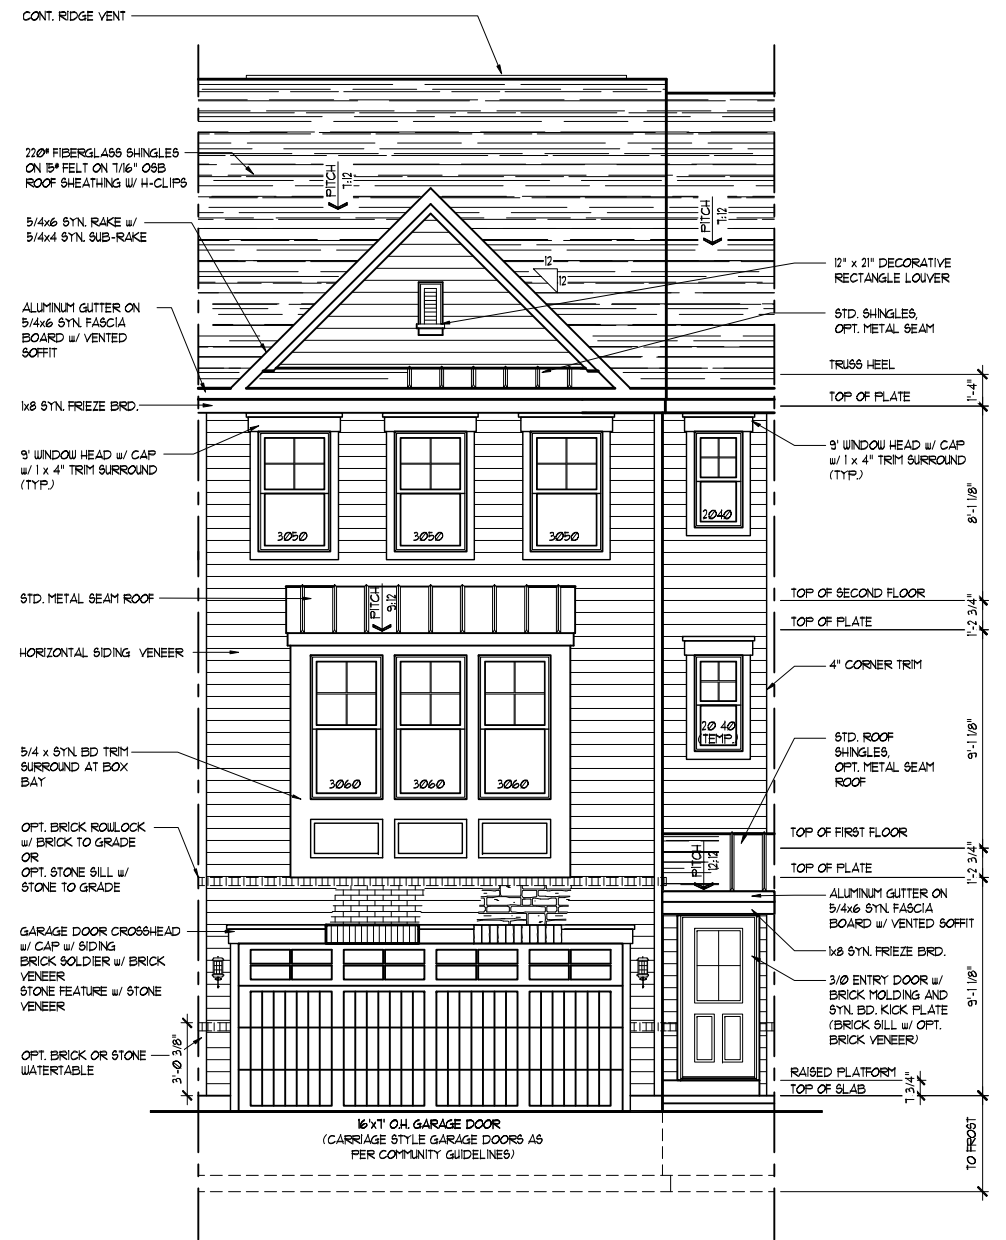 CONT. RIDGE VENT
220# FIBERGLASS SHINGLES
ON 15# FELT ON 7/16" OSB
ROOF SHEATHING W/ H-CLIPS
PITCH
7:12
PITCH
7:12
5/4x6 SYN. RAKE w/
5/4x4 SYN. SUB-RAKE
12
12
12" x 21" DECORATIVE
RECTANGLE LOUVER
ALUMINUM GUTTER ON
5/4x6 SYN. FASCIA
BOARD w/ VENTED
SOFFIT
STD. SHINGLES,
OPT. METAL SEAM
TRUSS HEEL
1'-4"
TOP OF PLATE
1x8 SYN. FRIEZE BRD.
9' WINDOW HEAD w/ CAP
w/ 1 x 4" TRIM SURROUND
(TYP.)
9' WINDOW HEAD w/ CAP
w/ 1 x 4" TRIM SURROUND
(TYP.)
8'-1 1/8"
3050
3050
3050
2040
STD. METAL SEAM ROOF
PITCH
9:12
TOP OF SECOND FLOOR
1'-2 3/4"
TOP OF PLATE
HORIZONTAL SIDING VENEER
4" CORNER TRIM
20 40
(TEMP.)
9'-1 1/8"
5/4 x SYN. BD TRIM
SURROUND AT BOX
BAY
3060
3060
3060
STD. ROOF
SHINGLES,
OPT. METAL SEAM
ROOF
OPT. BRICK ROWLOCK
w/ BRICK TO GRADE
OR
OPT. STONE SILL w/
STONE TO GRADE
TOP OF FIRST FLOOR
1'-2 3/4"
TOP OF PLATE
PITCH
12:12
ALUMINUM GUTTER ON
5/4x6 SYN. FASCIA
BOARD w/ VENTED SOFFIT
GARAGE DOOR CROSSHEAD
w/ CAP w/ SIDING
BRICK SOLDIER w/ BRICK
VENEER
STONE FEATURE w/ STONE
VENEER
1x8 SYN. FRIEZE BRD.
3/0 ENTRY DOOR w/
BRICK MOLDING AND
SYN. BD. KICK PLATE
(BRICK SILL w/ OPT.
BRICK VENEER)
9'-1 1/8"
OPT. BRICK OR STONE
WATERTABLE
3'-0 3/8"
RAISED PLATFORM
TOP OF SLAB
7 3/4"
16'x7' O.H. GARAGE DOOR
(CARRIAGE STYLE GARAGE DOORS AS
PER COMMUNITY GUIDELINES)
TO FROST